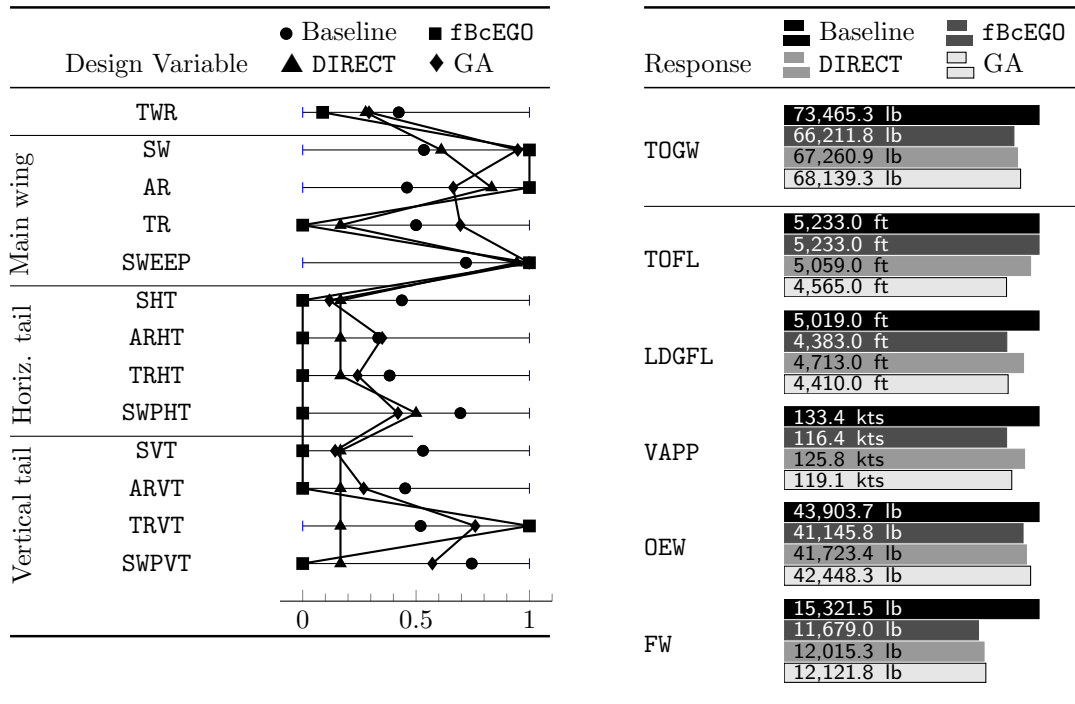 Baseline fBcEGO
Design Variable DIRECT GA
TWR
Main wing
SW
AR
TR
SWEEP
Horiz. tail
SHT
ARHT
TRHT
SWPHT
Vertical tail
SVT
ARVT
TRVT
SWPVT
0 0.5 1
Baseline fBcEGO
Response DIRECT GA
TOGW
73,465.3 lb
66,211.8 lb
67,260.9 lb
68,139.3 lb
TOFL
5,233.0 ft
5,233.0 ft
5,059.0 ft
4,565.0 ft
LDGFL
5,019.0 ft
4,383.0 ft
4,713.0 ft
4,410.0 ft
VAPP
133.4 kts
116.4 kts
125.8 kts
119.1 kts
OEW
43,903.7 lb
41,145.8 lb
41,723.4 lb
42,448.3 lb
FW
15,321.5 lb
11,679.0 lb
12,015.3 lb
12,121.8 lb